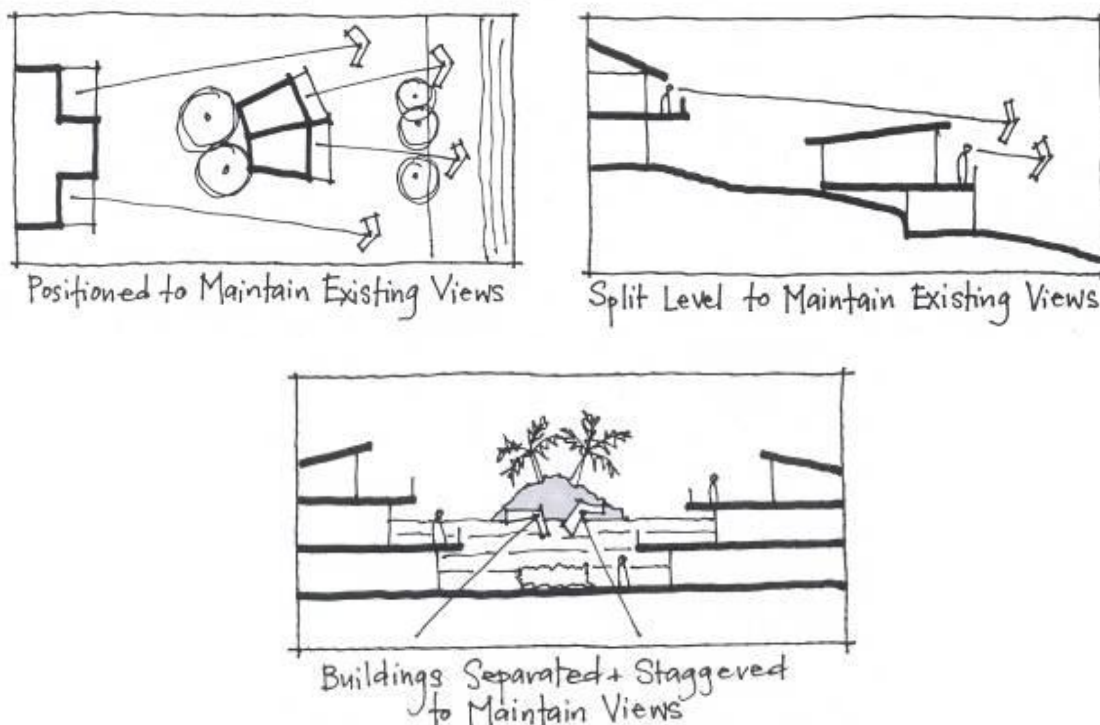 Positioned to Maintain Existing Views
Split Level to Maintain Existing Views
Buildings Separated + Staggered
to Maintain Views